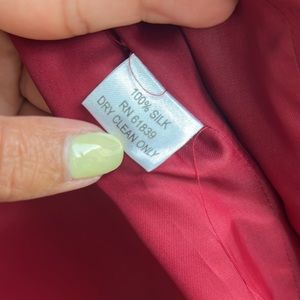 100% SILK
RN 61839
DRY CLEAN ONLY